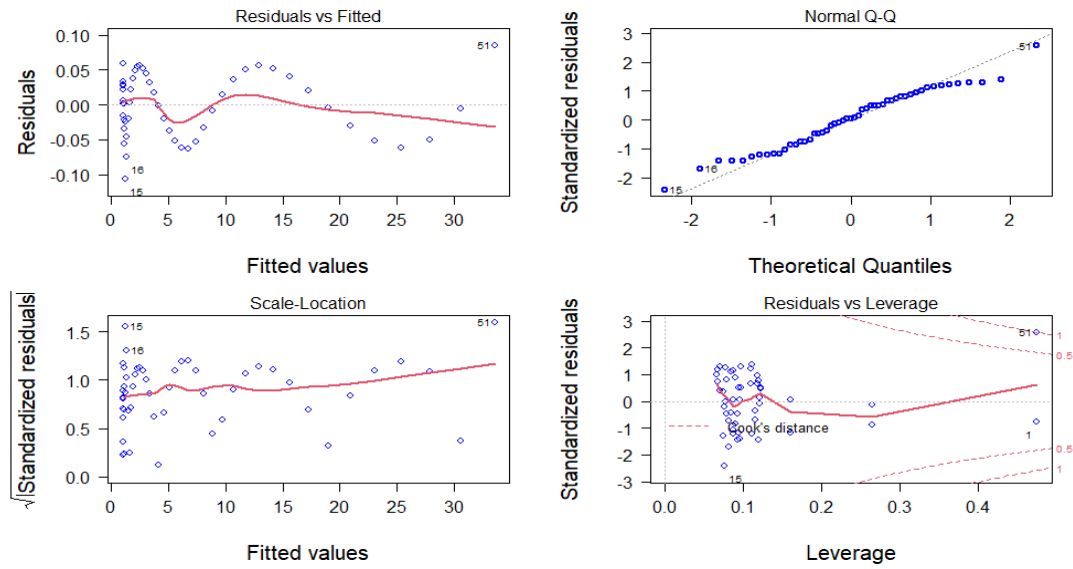 Residuals vs Fitted
Residuals
0.10
0.05
0.00
-0.05
-0.10
51
16
15
0 5 10 15 20 25 30
Fitted values
Normal Q-Q
Standardized residuals
3
2
1
0
-1
-2
51
16
15
-2 -1 0 1 2
Theoretical Quantiles
Scale-Location
√|Standardized residuals|
1.5
1.0
0.5
0.0
15
16
51
0 5 10 15 20 25 30
Fitted values
Residuals vs Leverage
Standardized residuals
3
2
1
0
-1
-2
-3
51
1
0.5
Cook's distance
1
0.5
1
15
0.0 0.1 0.2 0.3 0.4
Leverage